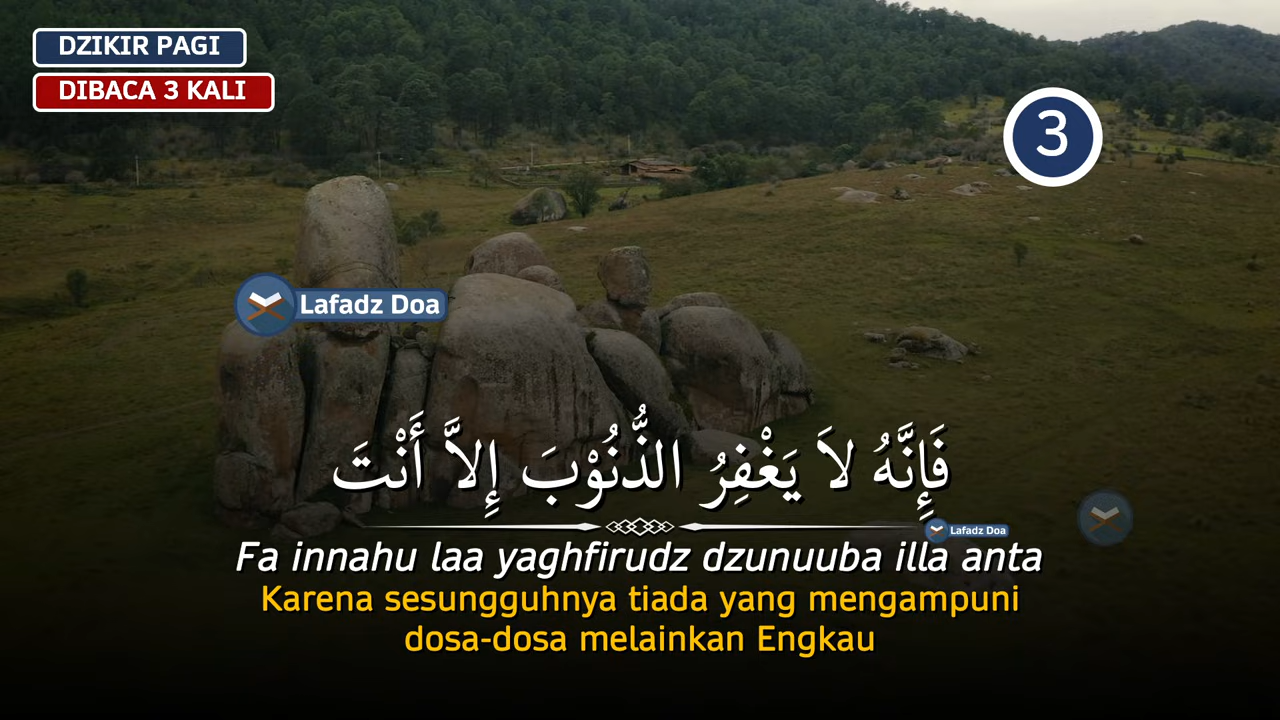 DZIKIR PAGI
DIBACA 3 KALI
3
Lafadz Doa
فَإِنَّهُ لاَ يَغْفِرُ الذُّنُوْبَ إِلاَّ أَنْتَ
Lafadz Doa
Fa innahu laa yaghfirudz dzunuuba illa anta
Karena sesungguhnya tiada yang mengampuni
dosa-dosa melainkan Engkau